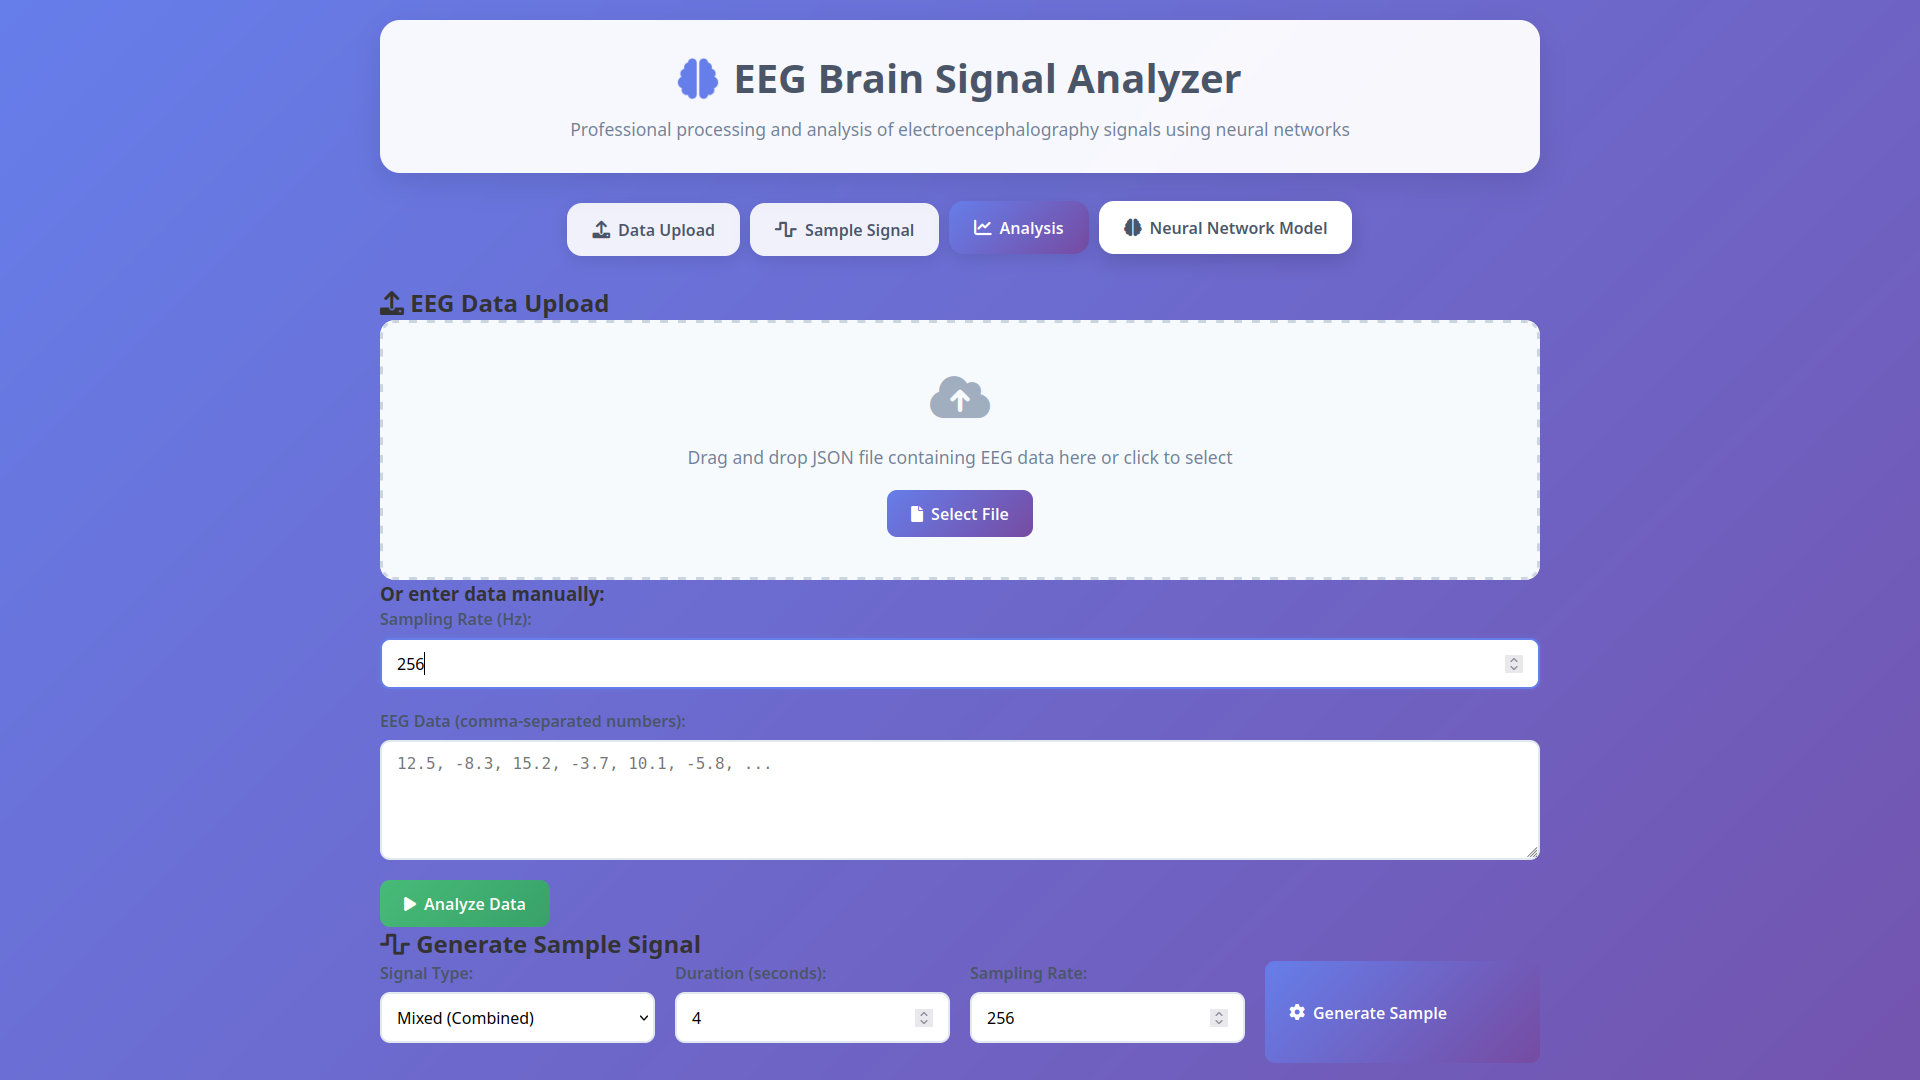 EEG Brain Signal Analyzer
Professional processing and analysis of electroencephalography signals using neural networks
Data Upload
Sample Signal
Analysis
Neural Network Model
EEG Data Upload
Drag and drop JSON file containing EEG data here or click to select
Select File
Or enter data manually:
Sampling Rate (Hz):
256
EEG Data (comma-separated numbers):
12.5, -8.3, 15.2, -3.7, 10.1, -5.8, ...
Analyze Data
Generate Sample Signal
Signal Type:
Mixed (Combined)
Duration (seconds):
4
Sampling Rate:
256
Generate Sample